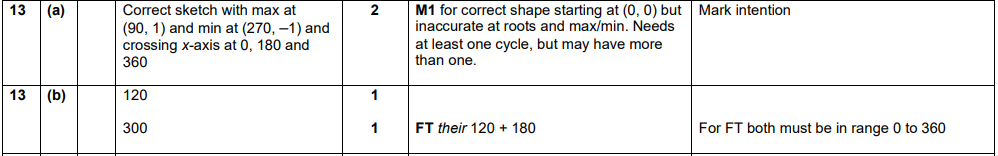 13 (a) Correct sketch with max at 2 M1 for correct shape starting at (0, 0) but Mark intention
(90, 1) and min at (270, –1) and inaccurate at roots and max/min. Needs
crossing x-axis at 0, 180 and at least one cycle, but may have more
360 than one.
13 (b) 120 1
300 1 FT their 120 + 180 For FT both must be in range 0 to 360